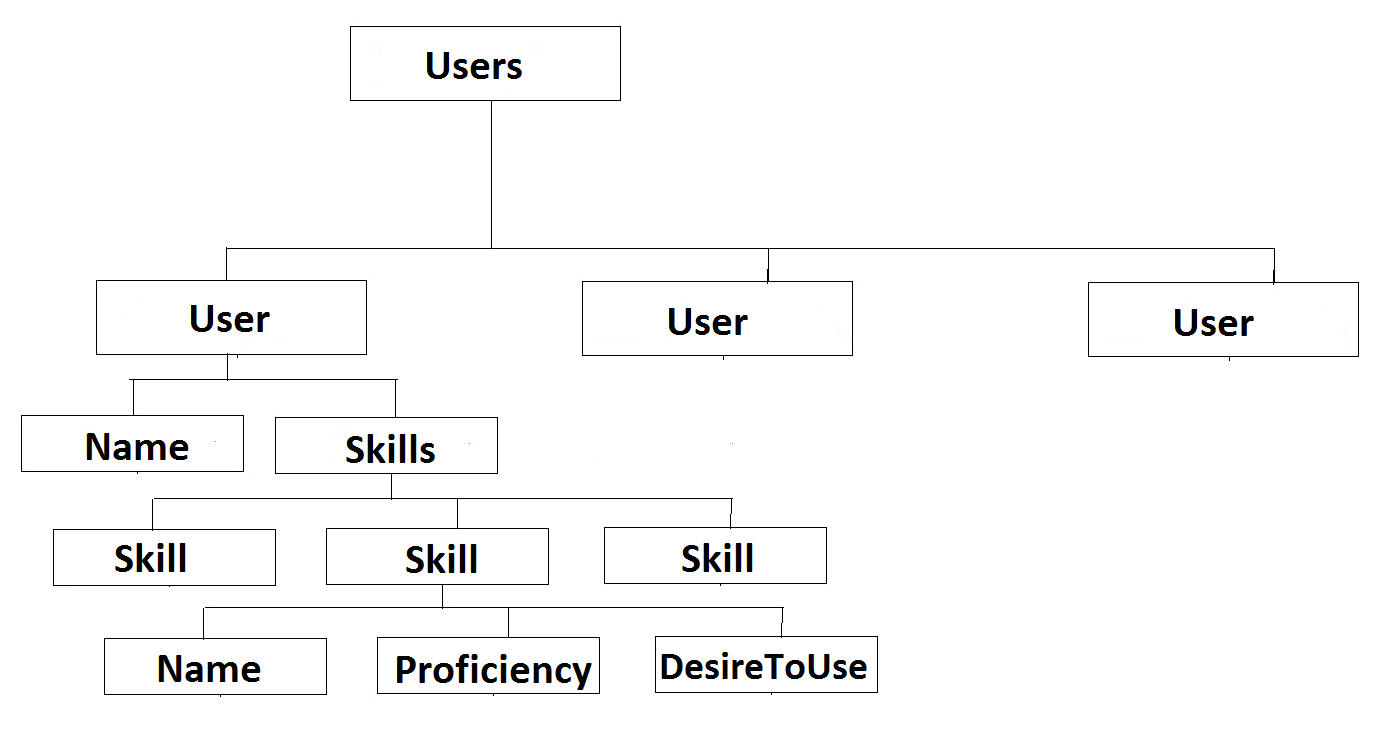 Users
User
User
User
Name
Skills
Skill
Skill
Skill
Name
Proficiency
DesireToUse